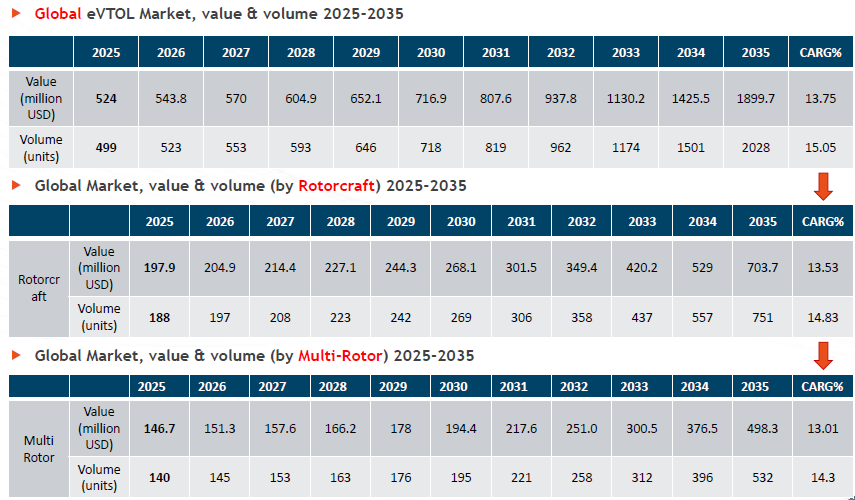 Global eVTOL Market, value & volume 2025-2035
2025 2026 2027 2028 2029 2030 2031 2032 2033 2034 2035 CARG%
Value
(million
USD)
524 543.8 570 604.9 652.1 716.9 807.6 937.8 1130.2 1425.5 1899.7 13.75
Volume
(units)
499 523 553 593 646 718 819 962 1174 1501 2028 15.05
Global Market, value & volume (by Rotorcraft) 2025-2035
2025 2026 2027 2028 2029 2030 2031 2032 2033 2034 2035 CARG%
Rotorcr
aft
Value
(million
USD)
197.9 204.9 214.4 227.1 244.3 268.1 301.5 349.4 420.2 529 703.7 13.53
Volume
(units)
188 197 208 223 242 269 306 358 437 557 751 14.83
Global Market, value & volume (by Multi-Rotor) 2025-2035
2025 2026 2027 2028 2029 2030 2031 2032 2033 2034 2035 CARG%
Multi
Rotor
Value
(million
USD)
146.7 151.3 157.6 166.2 178 194.4 217.6 251.0 300.5 376.5 498.3 13.01
Volume
(units)
140 145 153 163 176 195 221 258 312 396 532 14.3